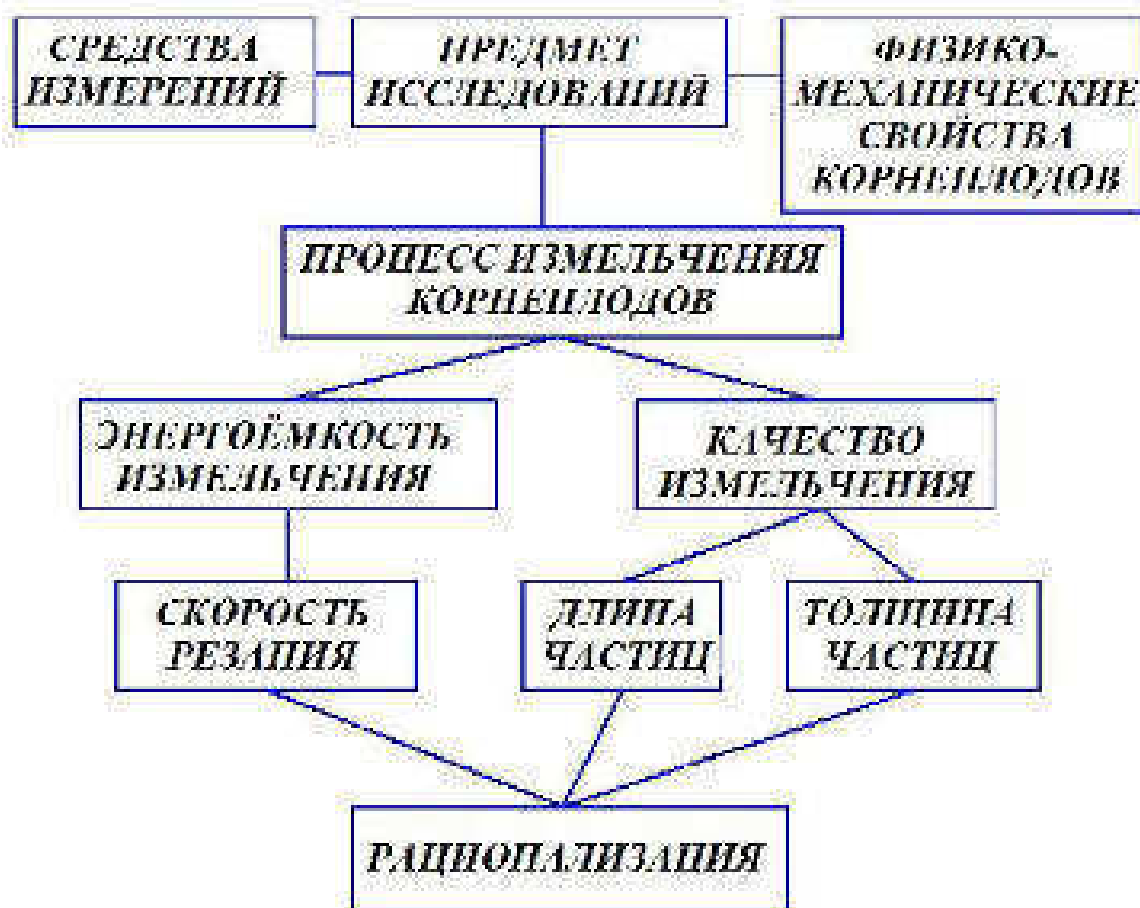 СРЕДСТВА
ИЗМЕРЕНИЙ
ПРЕДМЕТ
ИССЛЕДОВАНИЙ
ФИЗИКО-
МЕХАНИЧЕСКИЕ
СВОЙСТВА
КОРНЕПЛОДОВ
ПРОЦЕСС ИЗМЕЛЬЧЕНИЯ
КОРНЕПЛОДОВ
ЭНЕРГОЁМКОСТЬ
ИЗМЕЛЬЧЕНИЯ
КАЧЕСТВО
ИЗМЕЛЬЧЕНИЯ
СКОРОСТЬ
РЕЗАНИЯ
ДЛИНА
ЧАСТИЦ
ТОЛЩИНА
ЧАСТИЦ
РАЦИОНАЛИЗАЦИЯ